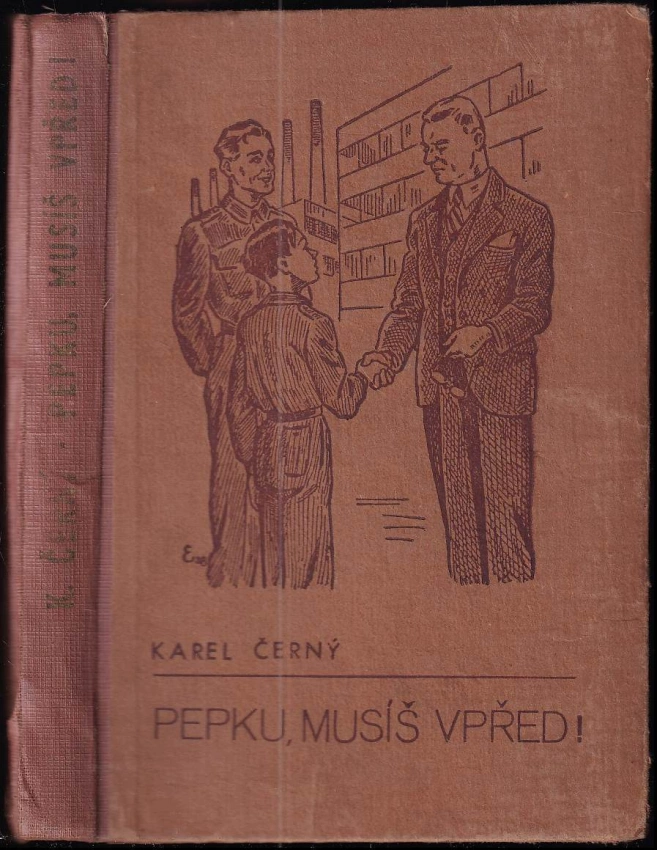 K. ČERNÝ · PEPKU, MUSÍŠ VPŘED!
KAREL ČERNÝ
PEPKU, MUSÍŠ VPŘED!